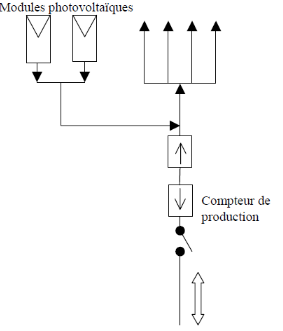 Modules photovoltaïques
Compteur de
production